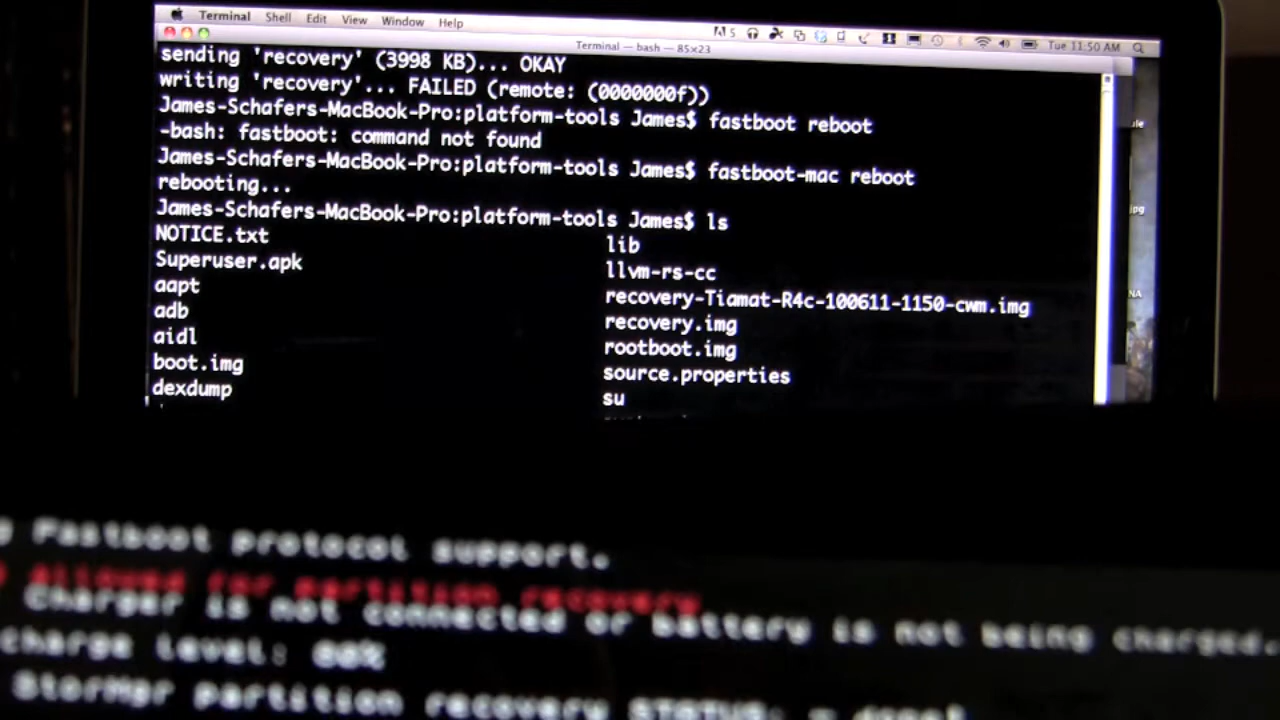 Terminal Shell Edit View Window Help 5 Tue 11:50 AM
Terminal — bash — 85×23
sending 'recovery' (3998 KB)... OKAY
writing 'recovery'... FAILED (remote: (0000000f))
James-Schafers-MacBook-Pro:platform-tools James$ fastboot reboot
-bash: fastboot: command not found
James-Schafers-MacBook-Pro:platform-tools James$ fastboot-mac reboot
rebooting...
James-Schafers-MacBook-Pro:platform-tools James$ ls
NOTICE.txt lib
Superuser.apk llvm-rs-cc
aapt recovery-Tiamat-R4c-100611-1150-cwm.img
adb recovery.img
aidl rootboot.img
boot.img source.properties
dexdump su
Fastboot protocol support.
allowed for partition recovery
Charger is not connected or battery is not being charged.
charge level:
StorMgr partition recovery STATUS: - done!